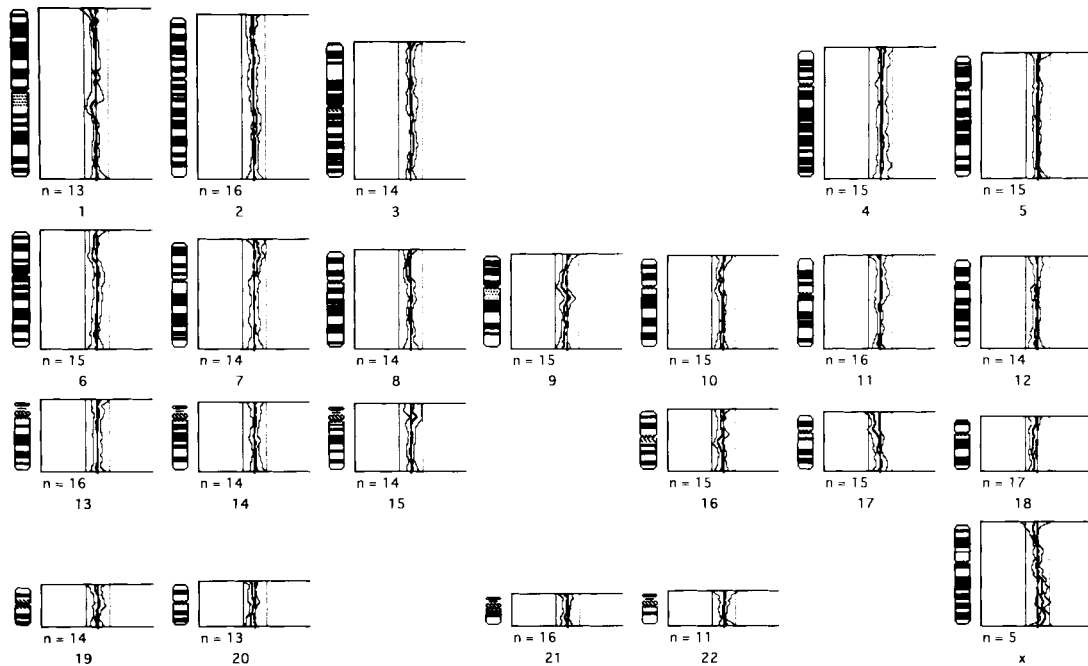 n = 13
1
n = 16
2
n = 14
3
n = 15
4
n = 15
5
n = 15
6
n = 14
7
n = 14
8
n = 15
9
n = 15
10
n = 16
11
n = 14
12
n = 16
13
n = 14
14
n = 14
15
n = 15
16
n = 15
17
n = 17
18
n = 14
19
n = 13
20
n = 16
21
n = 11
22
n = 5
x